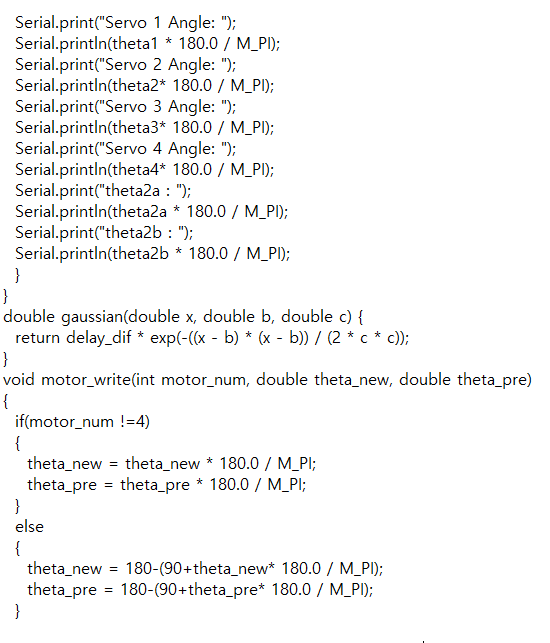 Serial.print("Servo 1 Angle: ");
Serial.println(theta1 * 180.0 / M_PI);
Serial.print("Servo 2 Angle: ");
Serial.println(theta2* 180.0 / M_PI);
Serial.print("Servo 3 Angle: ");
Serial.println(theta3* 180.0 / M_PI);
Serial.print("Servo 4 Angle: ");
Serial.println(theta4* 180.0 / M_PI);
Serial.print("theta2a : ");
Serial.println(theta2a * 180.0 / M_PI);
Serial.print("theta2b : ");
Serial.println(theta2b * 180.0 / M_PI);
}
}
double gaussian(double x, double b, double c) {
return delay_dif * exp(-((x - b) * (x - b)) / (2 * c * c));
}
void motor_write(int motor_num, double theta_new, double theta_pre)
{
if(motor_num !=4)
{
theta_new = theta_new * 180.0 / M_PI;
theta_pre = theta_pre * 180.0 / M_PI;
}
else
{
theta_new = 180-(90+theta_new* 180.0 / M_PI);
theta_pre = 180-(90+theta_pre* 180.0 / M_PI);
}